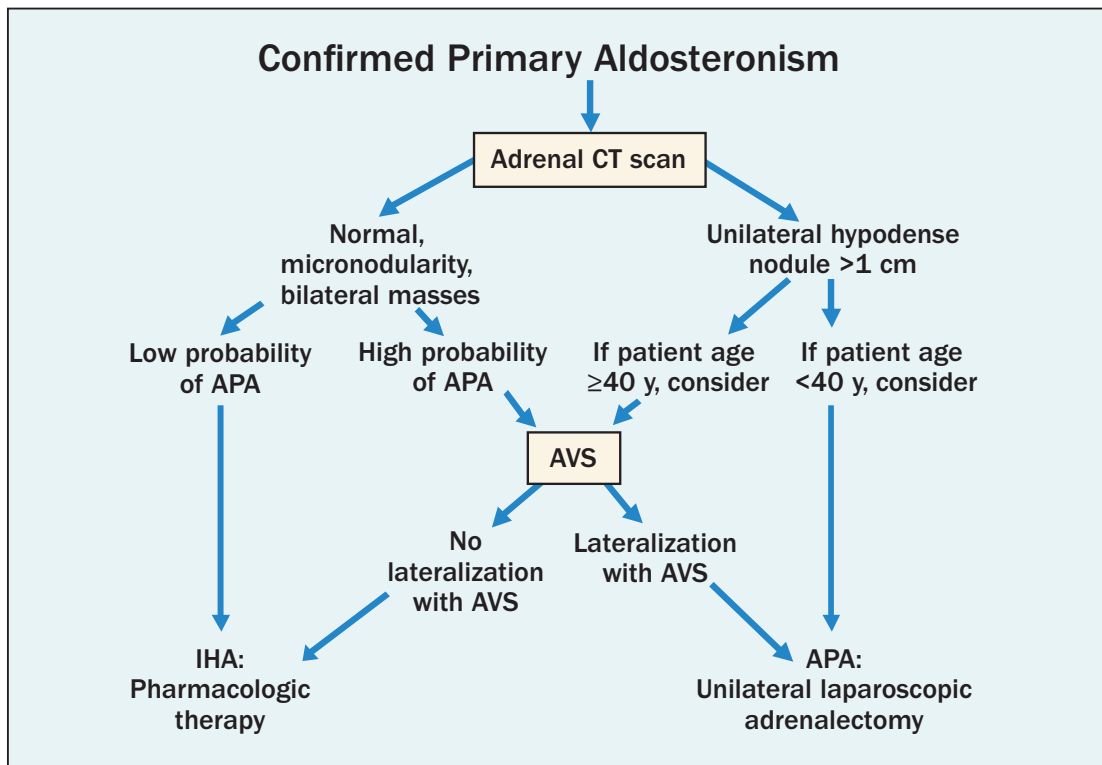 Confirmed Primary Aldosteronism
Adrenal CT scan
Normal,
micronodularity,
bilateral masses
Unilateral hypodense
nodule >1 cm
Low probability
of APA
High probability
of APA
If patient age
≥40 y, consider
If patient age
<40 y, consider
AVS
No
lateralization
with AVS
Lateralization
with AVS
IHA:
Pharmacologic
therapy
APA:
Unilateral laparoscopic
adrenalectomy